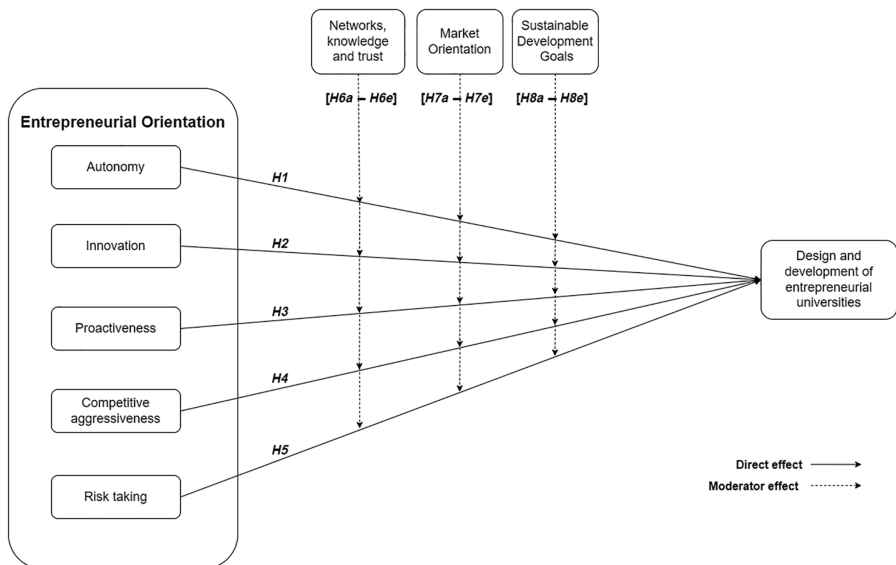 Networks,
knowledge
and trust
Market
Orientation
Sustainable
Development
Goals
[H6a – H6e]
[H7a – H7e]
[H8a – H8e]
Entrepreneurial Orientation
Autonomy
H1
Innovation
H2
Proactiveness
H3
Competitive
aggressiveness
H4
Risk taking
H5
Design and
development of
entrepreneurial
universities
Direct effect
Moderator effect